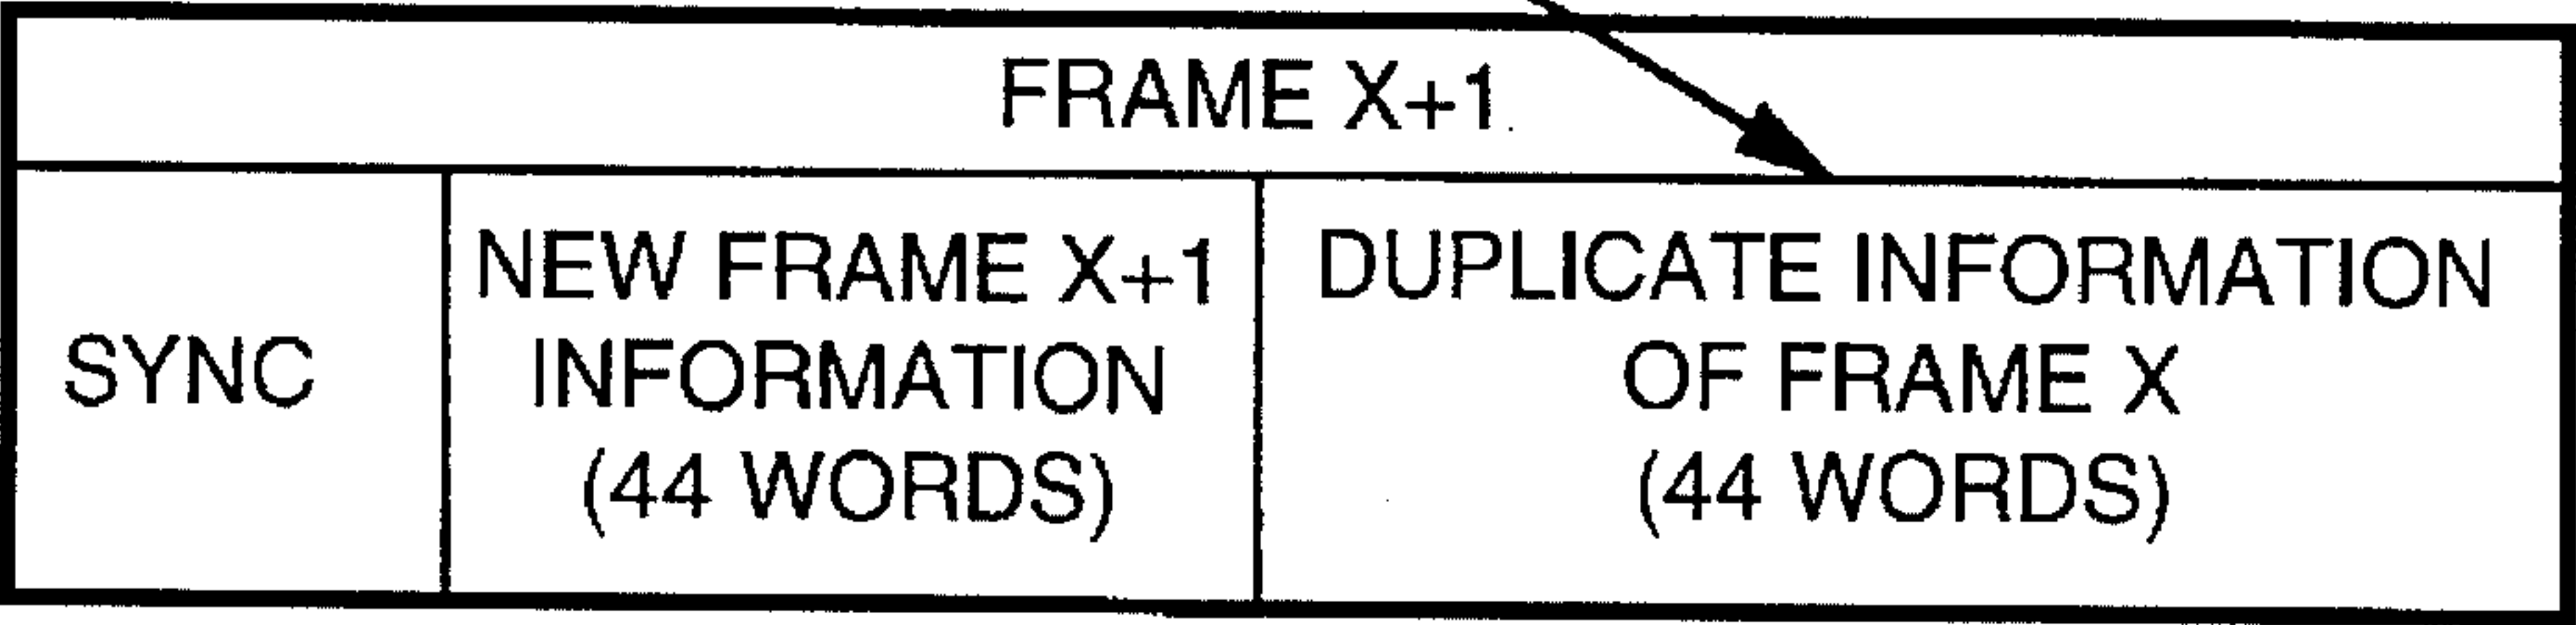 FRAME X+1
SYNC
NEW FRAME X+1
INFORMATION
(44 WORDS)
DUPLICATE INFORMATION
OF FRAME X
(44 WORDS)